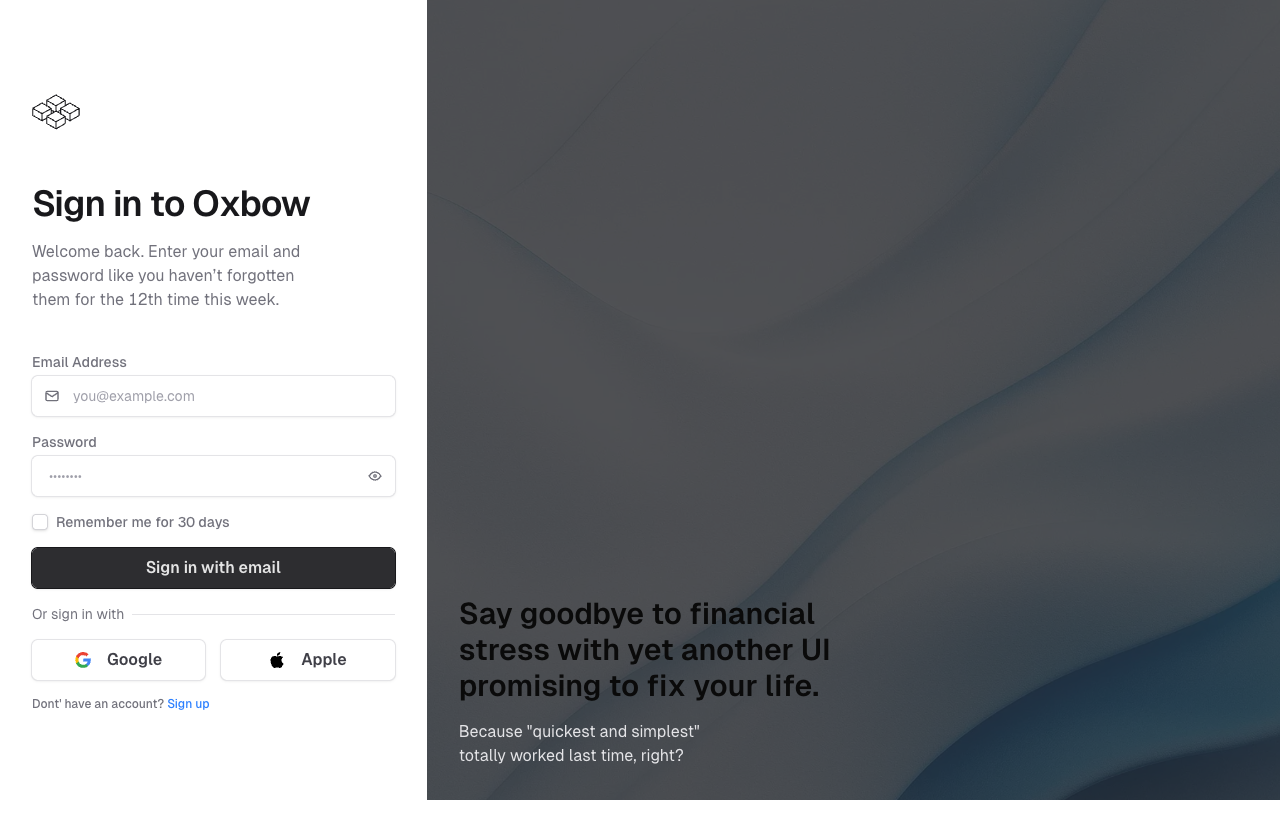 Sign in to Oxbow
Welcome back. Enter your email and
password like you haven’t forgotten
them for the 12th time this week.
Email Address
you@example.com
Password
••••••••
Remember me for 30 days
Sign in with email
Or sign in with
Google
Apple
Dont' have an account? Sign up
Say goodbye to financial
stress with yet another UI
promising to fix your life.
Because "quickest and simplest"
totally worked last time, right?